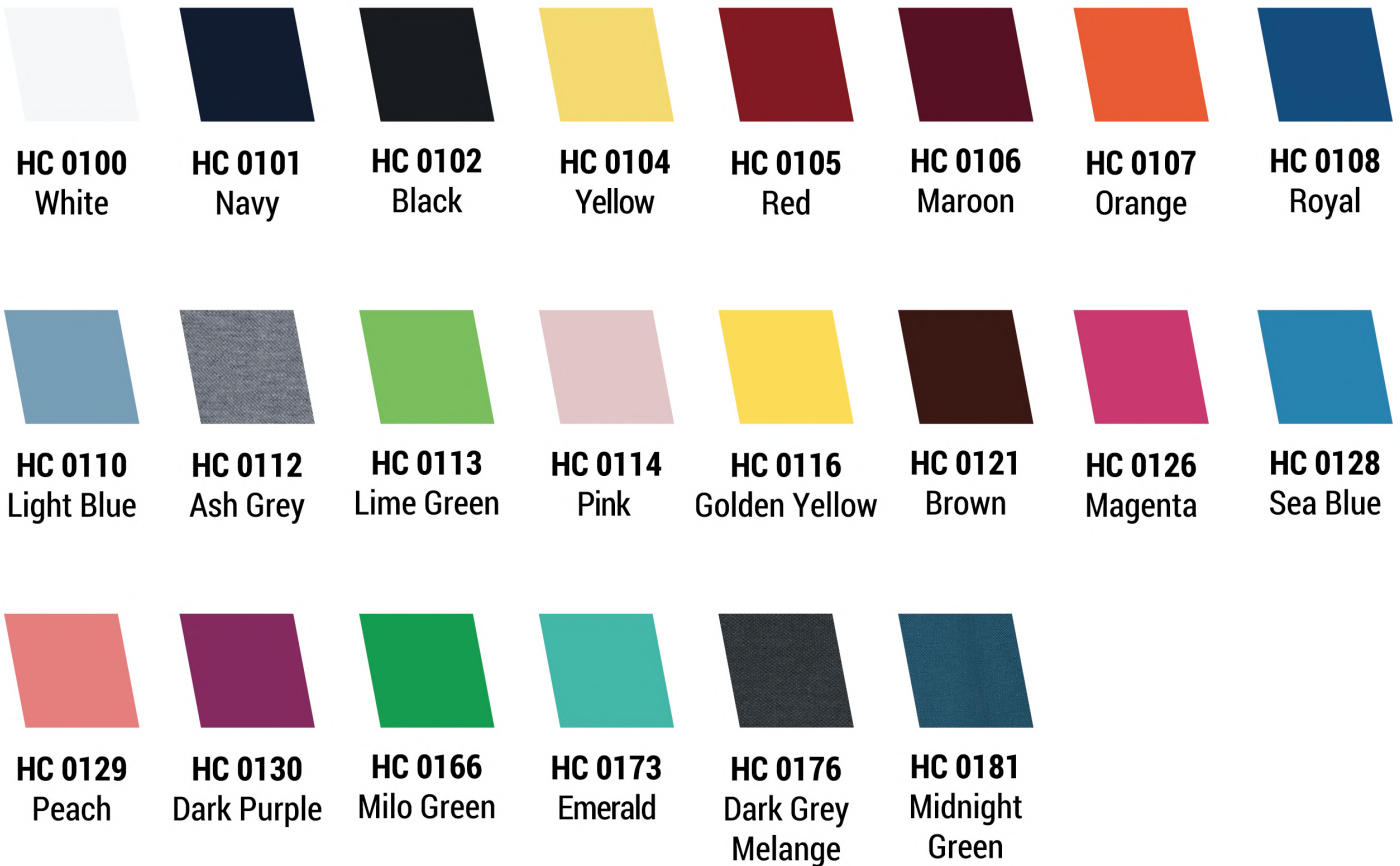 HC 0100
White
HC 0101
Navy
HC 0102
Black
HC 0104
Yellow
HC 0105
Red
HC 0106
Maroon
HC 0107
Orange
HC 0108
Royal
HC 0110
Light Blue
HC 0112
Ash Grey
HC 0113
Lime Green
HC 0114
Pink
HC 0116
Golden Yellow
HC 0121
Brown
HC 0126
Magenta
HC 0128
Sea Blue
HC 0129
Peach
HC 0130
Dark Purple
HC 0166
Milo Green
HC 0173
Emerald
HC 0176
Dark Grey
Melange
HC 0181
Midnight
Green